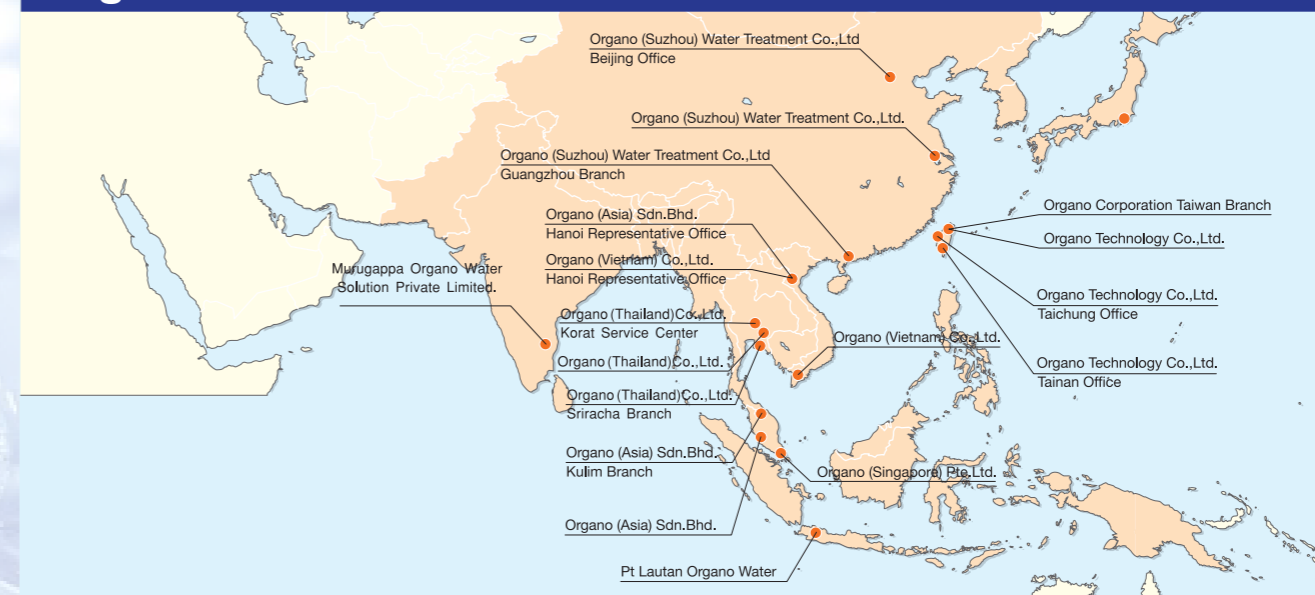 Organo (Suzhou) Water Treatment Co.,Ltd
Beijing Office
Organo (Suzhou) Water Treatment Co.,Ltd.
Organo (Suzhou) Water Treatment Co.,Ltd
Guangzhou Branch
Organo (Asia) Sdn.Bhd.
Hanoi Representative Office
Organo (Vietnam) Co.,Ltd.
Hanoi Representative Office
Murugappa Organo Water
Solution Private Limited.
Organo (Thailand)Co.,Ltd.
Korat Service Center
Organo (Thailand)Co.,Ltd.
Organo (Thailand)Co.,Ltd.
Sriracha Branch
Organo (Asia) Sdn.Bhd.
Kulim Branch
Organo (Asia) Sdn.Bhd.
Pt Lautan Organo Water
Organo Corporation Taiwan Branch
Organo Technology Co.,Ltd.
Organo Technology Co.,Ltd.
Taichung Office
Organo (Vietnam) Co.,Ltd.
Organo Technology Co.,Ltd.
Tainan Office
Organo (Singapore) Pte.Ltd.